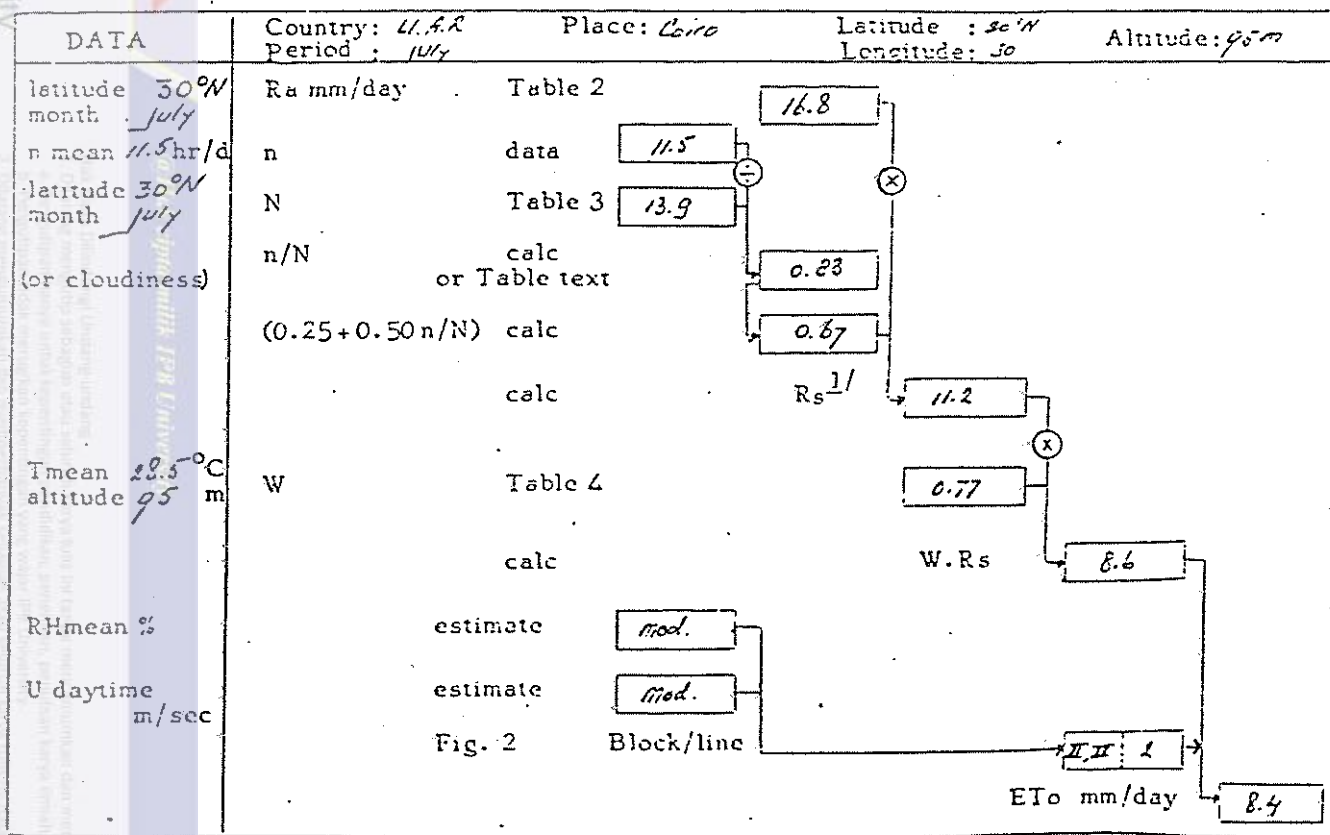 DATA
Country: U.A.R Place: Cairo Latitude : 30°N Altitude: 95m
Period : July Longitude: 30
latitude 30°N Ra mm/day Table 2 16.8
month July
n mean 11.5 hr/d n data 11.5
÷ x
latitude 30°N N Table 3 13.9
month July
n/N calc 0.83
(or cloudiness) or Table text
(0.25+0.50 n/N) calc 0.67
calc Rs 1/ 11.2
x
Tmean 28.5 °C
altitude 95 m W Table 4 0.77
calc W.Rs 8.6
RHmean % estimate mod.
U daytime estimate mod.
m/sec
Fig. 2 Block/line II,II 2
ETo mm/day 8.4